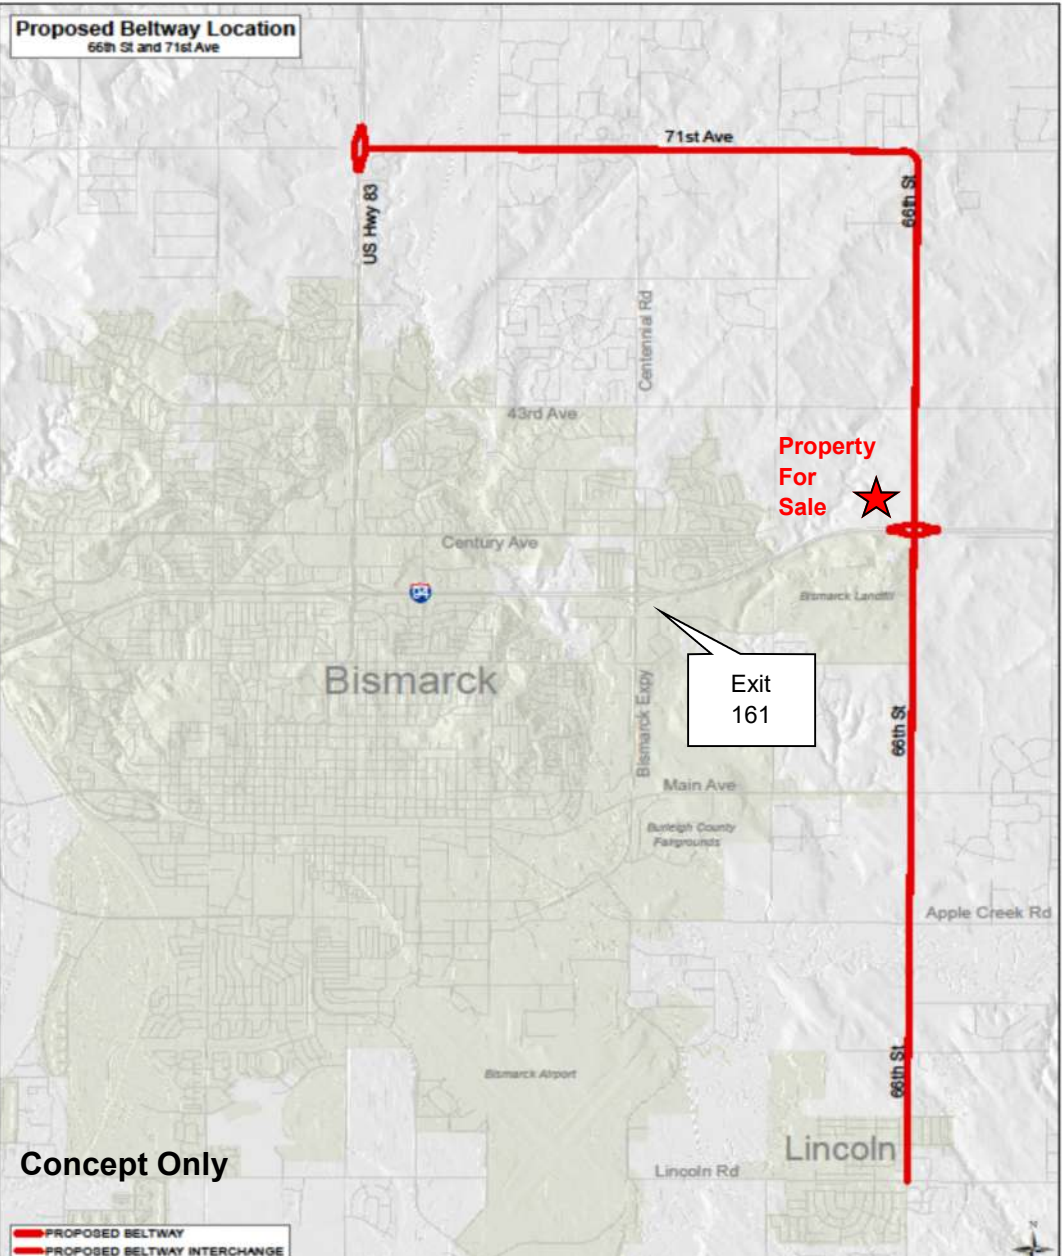 Proposed Beltway Location
66th St and 71st Ave
71st Ave
66th St
US Hwy 83
Centennial Rd
43rd Ave
Property
For
Sale
Century Ave
94
Bismarck Landfill
Bismarck
Exit
161
Bismarck Expy
66th St
Main Ave
Burleigh County
Fairgrounds
Apple Creek Rd
66th St
Bismarck Airport
Lincoln
Concept Only
Lincoln Rd
PROPOSED BELTWAY
PROPOSED BELTWAY INTERCHANGE
N